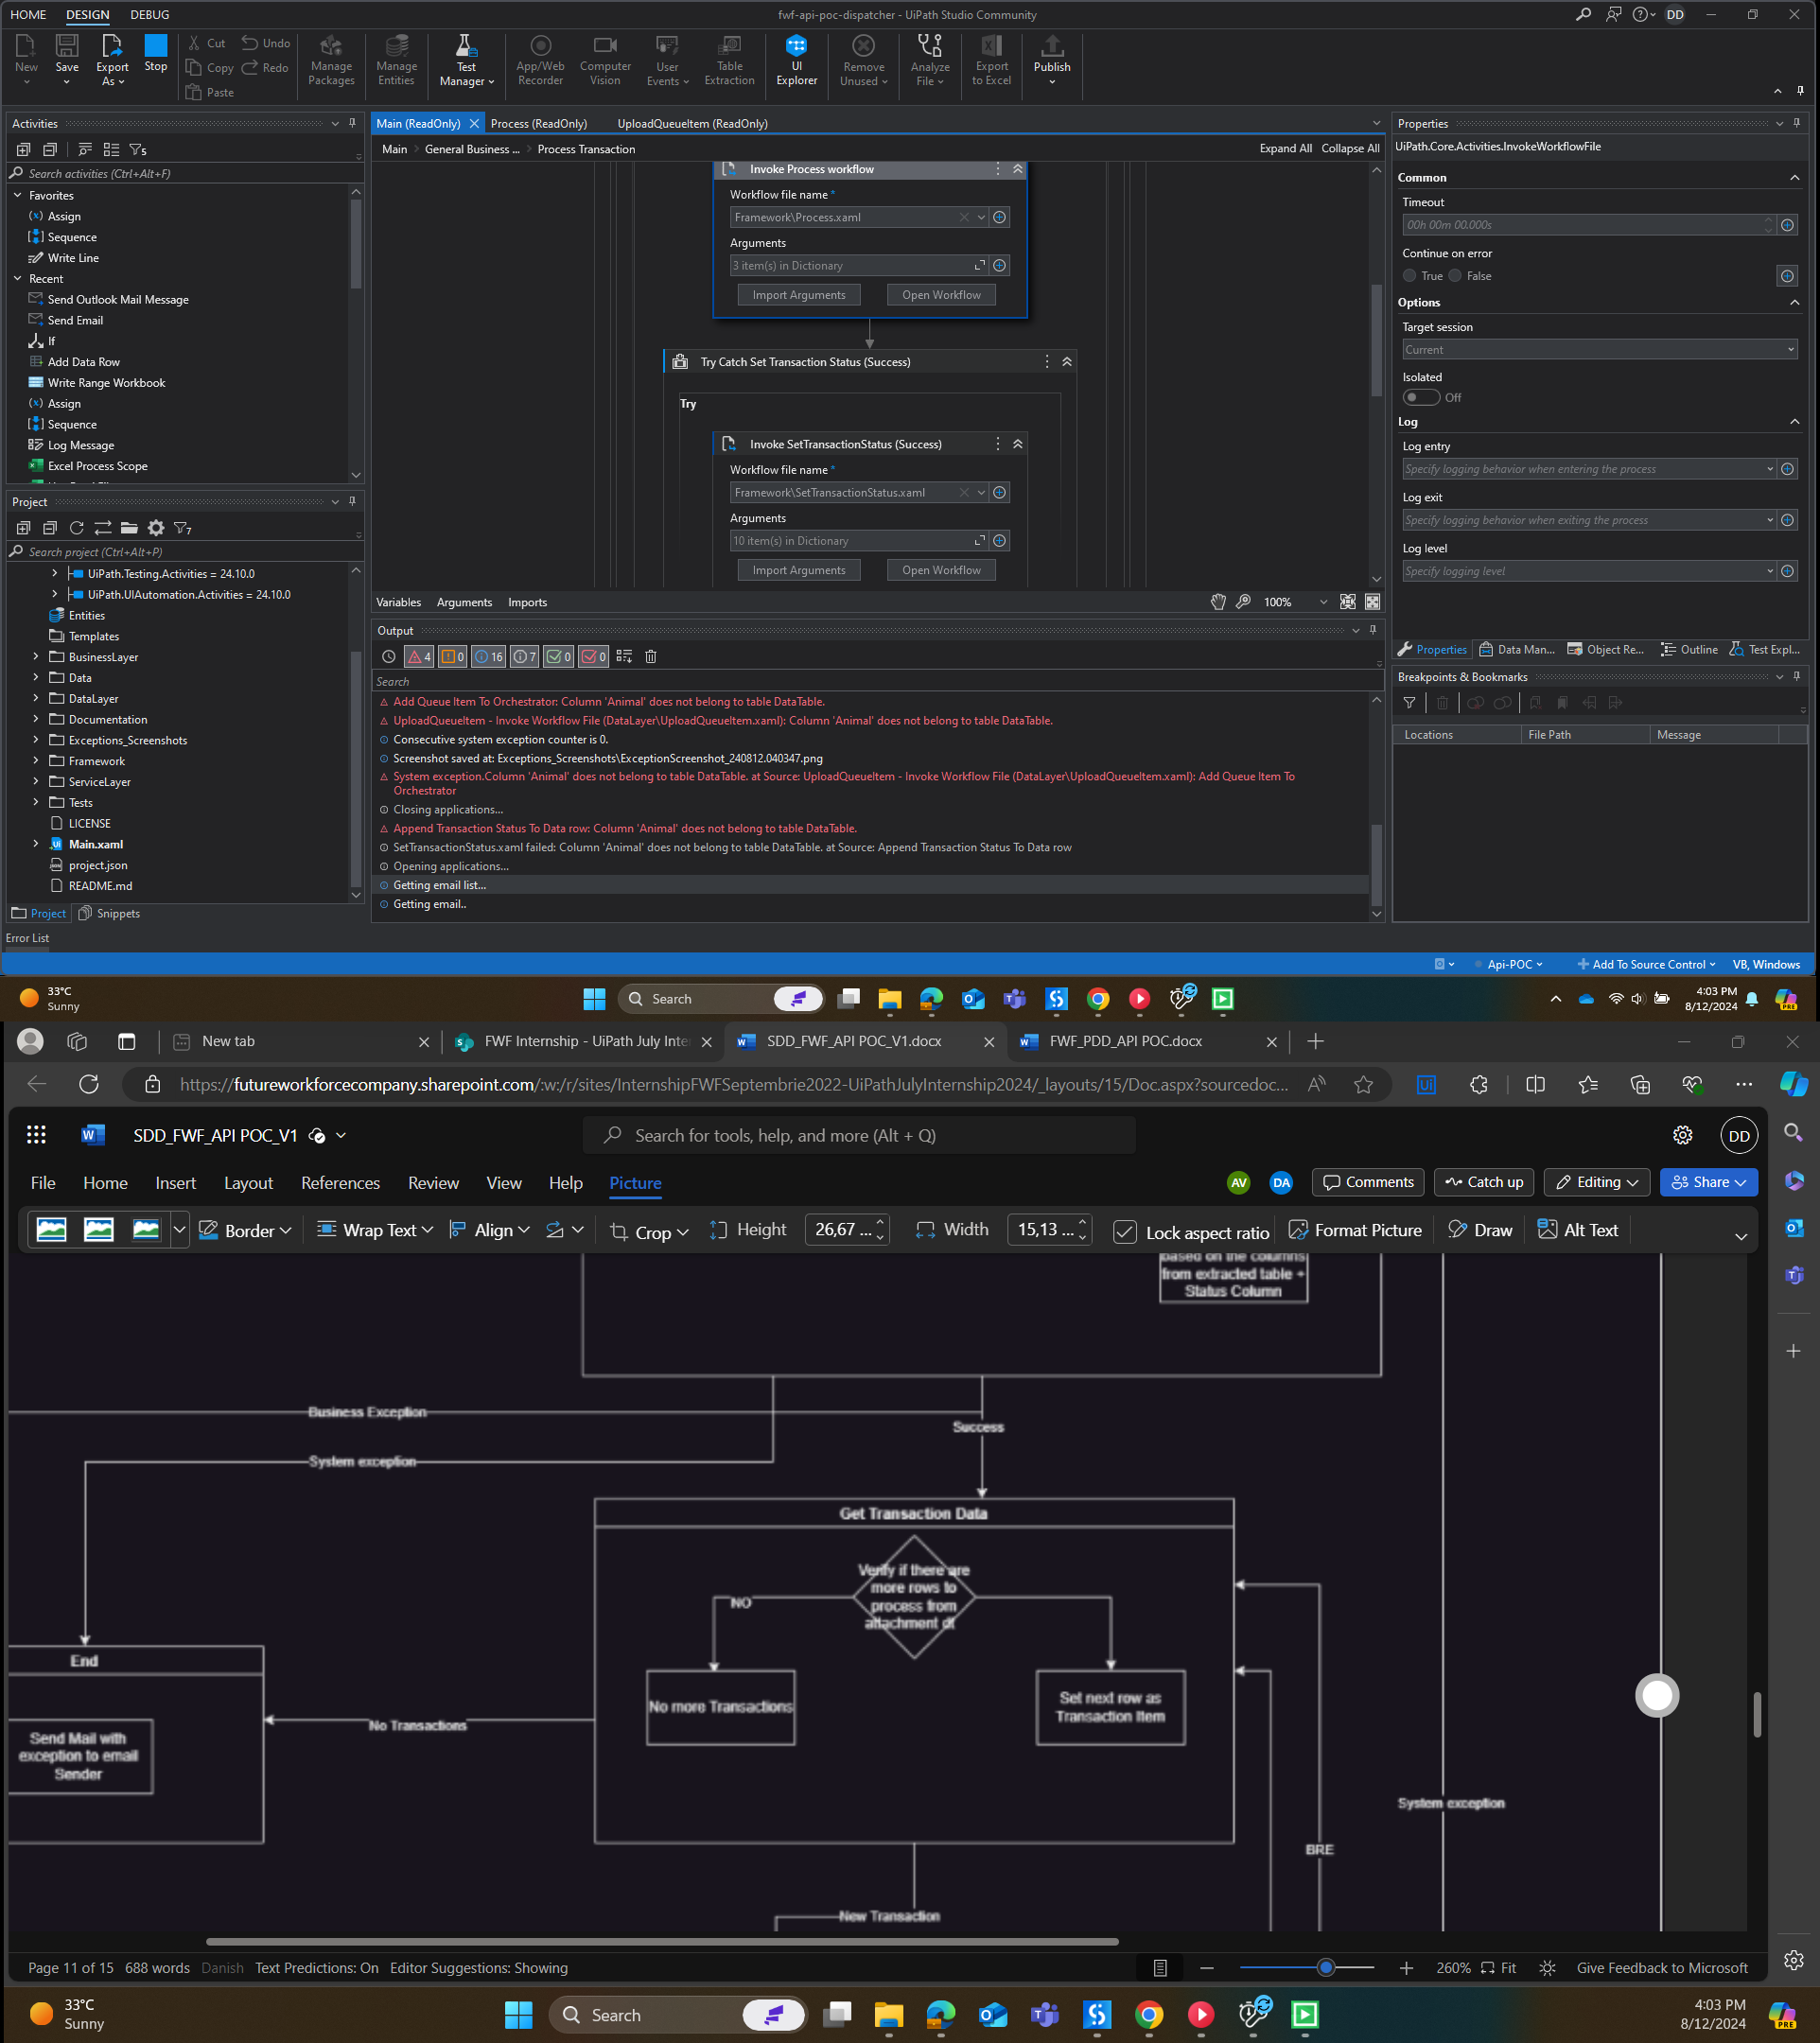 HOME DESIGN DEBUG
fwf-api-poc-dispatcher - UiPath Studio Community
DD
New Save Export As Stop
Cut Undo
Copy Redo
Paste
Manage Packages
Manage Entities
Test Manager
App/Web Recorder
Computer Vision
User Events
Table Extraction
UI Explorer
Remove Unused
Analyze File
Export to Excel
Publish
Activities
Search activities (Ctrl+Alt+F)
Favorites
Assign
Sequence
Write Line
Recent
Send Outlook Mail Message
Send Email
If
Add Data Row
Write Range Workbook
Assign
Sequence
Log Message
Excel Process Scope
Project
Search project (Ctrl+Alt+P)
UiPath.Testing.Activities = 24.10.0
UiPath.UIAutomation.Activities = 24.10.0
Entities
Templates
BusinessLayer
Data
DataLayer
Documentation
Exceptions_Screenshots
Framework
ServiceLayer
Tests
LICENSE
Main.xaml
project.json
README.md
Project Snippets
Error List
Main (ReadOnly) Process (ReadOnly) UploadQueueItem (ReadOnly)
Main General Business ... Process Transaction
Expand All Collapse All
Invoke Process workflow
Workflow file name *
Framework\Process.xaml
Arguments
3 item(s) in Dictionary
Import Arguments Open Workflow
Try Catch Set Transaction Status (Success)
Try
Invoke SetTransactionStatus (Success)
Workflow file name *
Framework\SetTransactionStatus.xaml
Arguments
10 item(s) in Dictionary
Import Arguments Open Workflow
Variables Arguments Imports
100%
Output
4 0 16 7 0 0
Search
Add Queue Item To Orchestrator: Column 'Animal' does not belong to table DataTable.
UploadQueueItem - Invoke Workflow File (DataLayer\UploadQueueItem.xaml): Column 'Animal' does not belong to table DataTable.
Consecutive system exception counter is 0.
Screenshot saved at: Exceptions_Screenshots\ExceptionScreenshot_240812.040347.png
System exception.Column 'Animal' does not belong to table DataTable. at Source: UploadQueueItem - Invoke Workflow File (DataLayer\UploadQueueItem.xaml): Add Queue Item To
Orchestrator
Closing applications...
Append Transaction Status To Data row: Column 'Animal' does not belong to table DataTable.
SetTransactionStatus.xaml failed: Column 'Animal' does not belong to table DataTable. at Source: Append Transaction Status To Data row
Opening applications...
Getting email list...
Getting email..
Properties
UiPath.Core.Activities.InvokeWorkflowFile
Common
Timeout
00h 00m 00.000s
Continue on error
True False
Options
Target session
Current
Isolated
Off
Log
Log entry
Specify logging behavior when entering the process
Log exit
Specify logging behavior when exiting the process
Log level
Specify logging level
Properties Data Man... Object Re... Outline Test Expl...
Breakpoints & Bookmarks
Locations File Path Message
Api-POC Add To Source Control VB, Windows
33°C
Sunny
Search
4:03 PM
8/12/2024
New tab
FWF Internship - UiPath July Inte
SDD_FWF_API POC_V1.docx
FWF_PDD_API POC.docx
https://futureworkforcecompany.sharepoint.com/:w:/r/sites/InternshipFWFSeptembrie2022-UiPathJulyInternship2024/_layouts/15/Doc.aspx?sourcedoc...
SDD_FWF_API POC_V1
Search for tools, help, and more (Alt + Q)
DD
File Home Insert Layout References Review View Help Picture
AV DA
Comments Catch up Editing Share
Border Wrap Text Align Crop Height 26,67 ... Width 15,13 ... Lock aspect ratio Format Picture Draw Alt Text
based on the columns
from extracted table +
Status Column
Business Exception
Success
System exception
Get Transaction Data
Verify if there are
more rows to
process from
attachment dt
NO
No more Transactions
Set next row as
Transaction Item
End
No Transactions
Send Mail with
exception to email
Sender
System exception
BRE
New Transaction
Page 11 of 15 688 words Danish Text Predictions: On Editor Suggestions: Showing
260% Fit Give Feedback to Microsoft
33°C
Sunny
Search
4:03 PM
8/12/2024